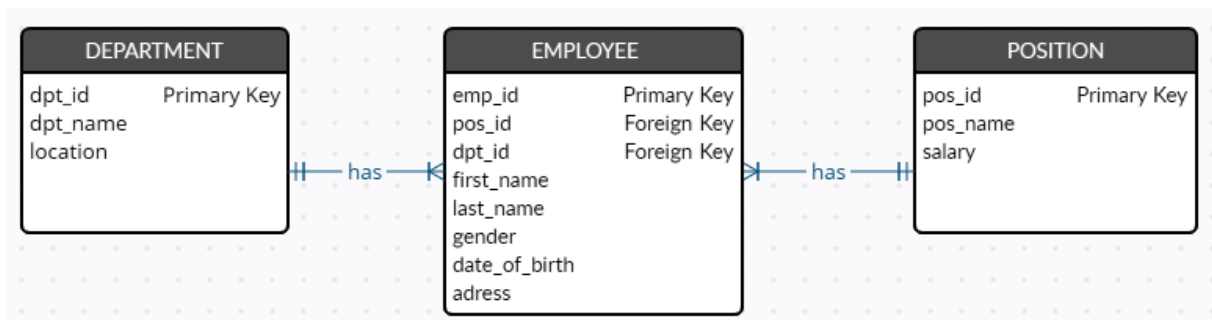 DEPARTMENT
dpt_id Primary Key
dpt_name
location
has
EMPLOYEE
emp_id Primary Key
pos_id Foreign Key
dpt_id Foreign Key
first_name
last_name
gender
date_of_birth
adress
has
POSITION
pos_id Primary Key
pos_name
salary